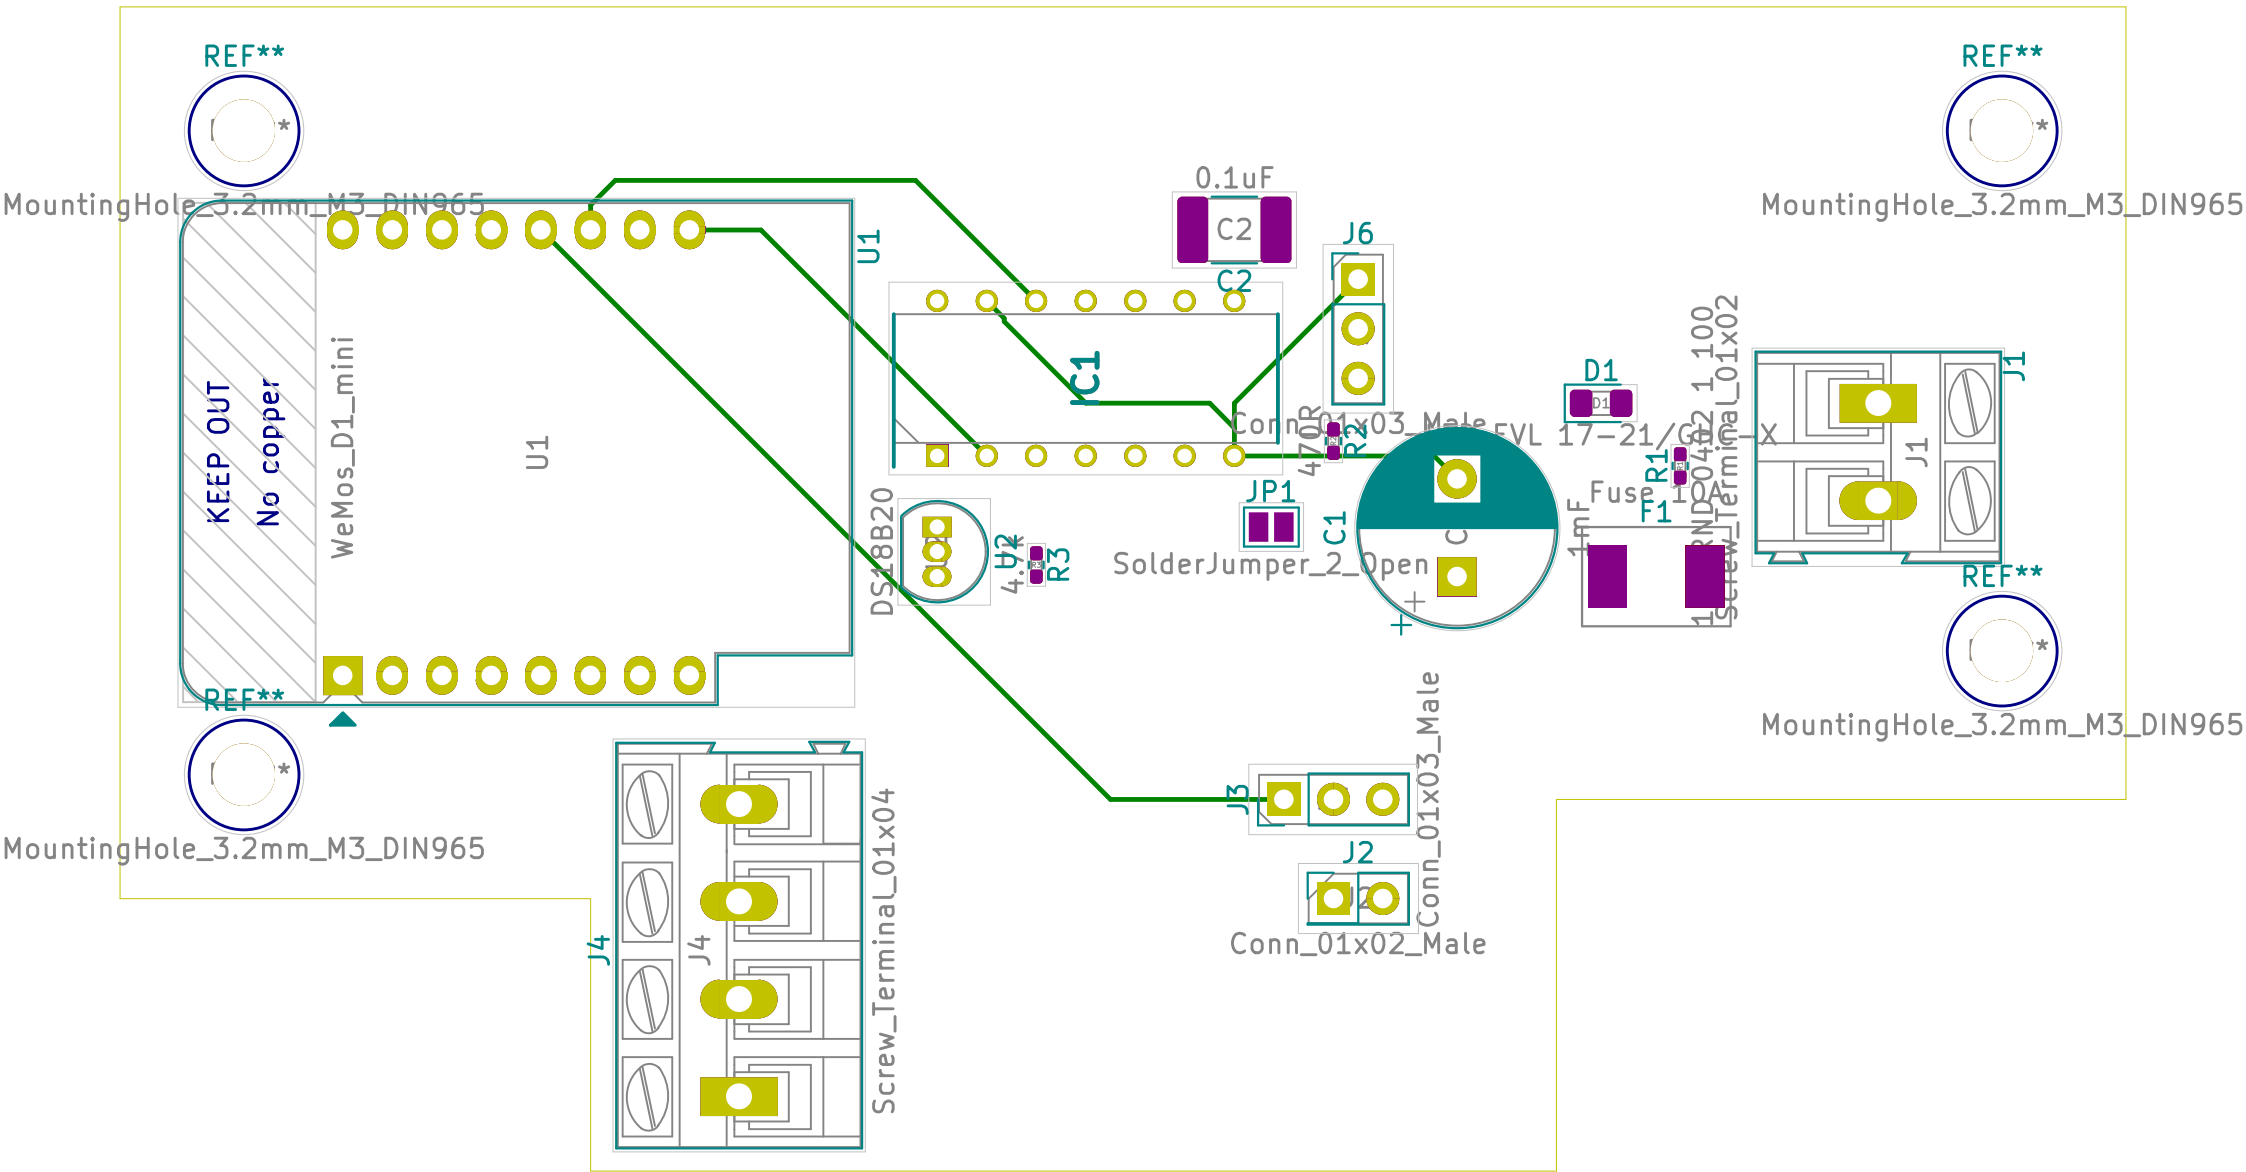 REF**
REF**
*
*
MountingHole_3.2mm_M3_DIN965
MountingHole_3.2mm_M3_DIN965
0.1uF
C2
C2
U1
J6
KEEP OUT
No copper
WeMos_D1_mini
U1
IC1
Conn_01x03_Male
470R
R2
D1
D1
EVL 17-21/G
R1
Screw_Terminal_01x02
J1
J1
Fuse 10A
F1
1mF
DS18B20
U2
4.7k
R3
R3
JP1
SolderJumper_2_Open
C1
+
+
REF**
REF**
*
*
MountingHole_3.2mm_M3_DIN965
MountingHole_3.2mm_M3_DIN965
J3
Conn_01x03_Male
J2
J2
Conn_01x02_Male
J4
J4
Screw_Terminal_01x04